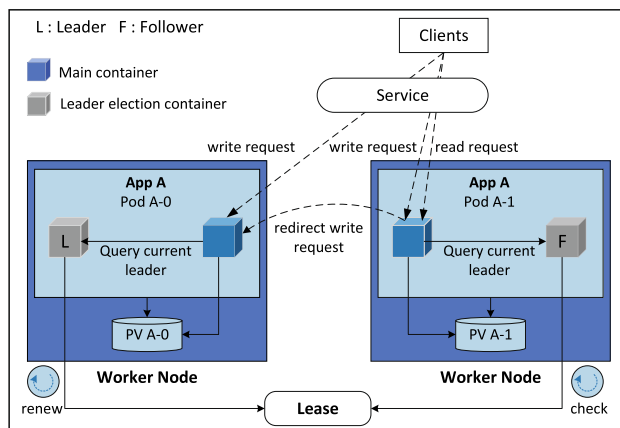 L : Leader F : Follower
Main container
Leader election container
Clients
Service
write request
write request
read request
App A
Pod A-0
L
Query current
leader
PV A-0
Worker Node
redirect write
request
App A
Pod A-1
F
Query current
leader
PV A-1
Worker Node
renew
Lease
check